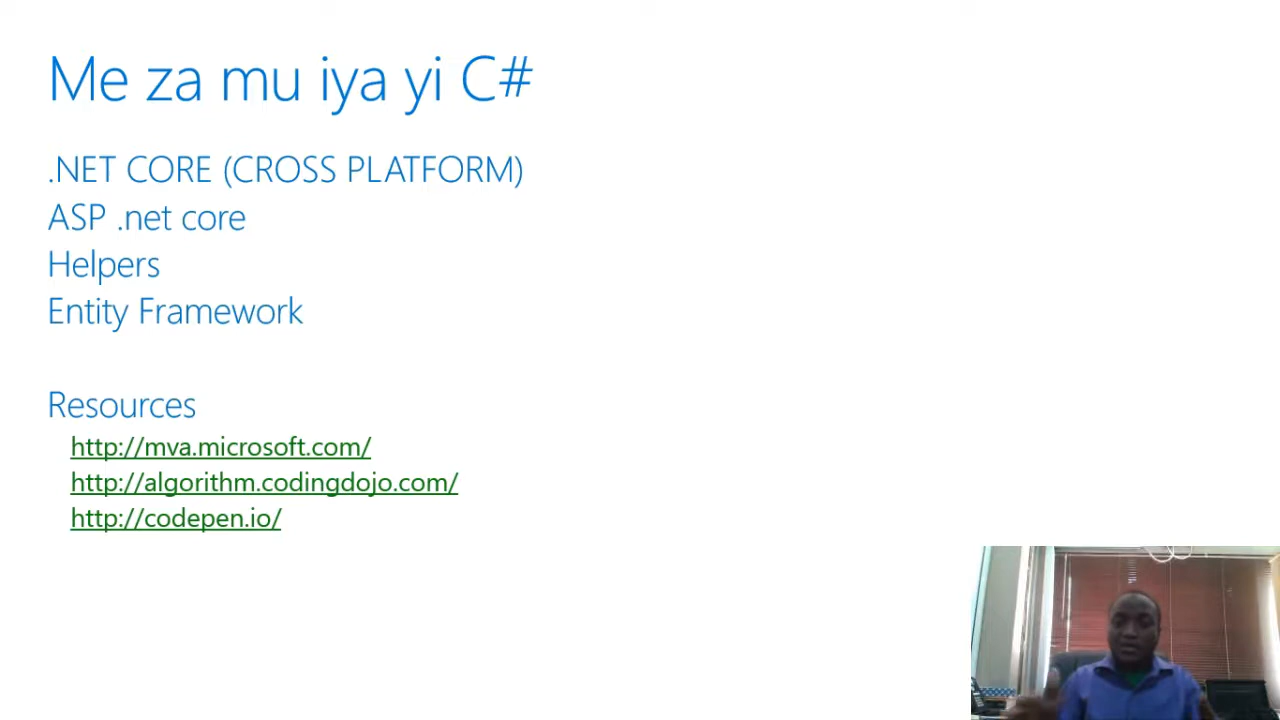 Me za mu iya yi C#
.NET CORE (CROSS PLATFORM)
ASP .net core
Helpers
Entity Framework
Resources
http://mva.microsoft.com/
http://algorithm.codingdojo.com/
http://codepen.io/